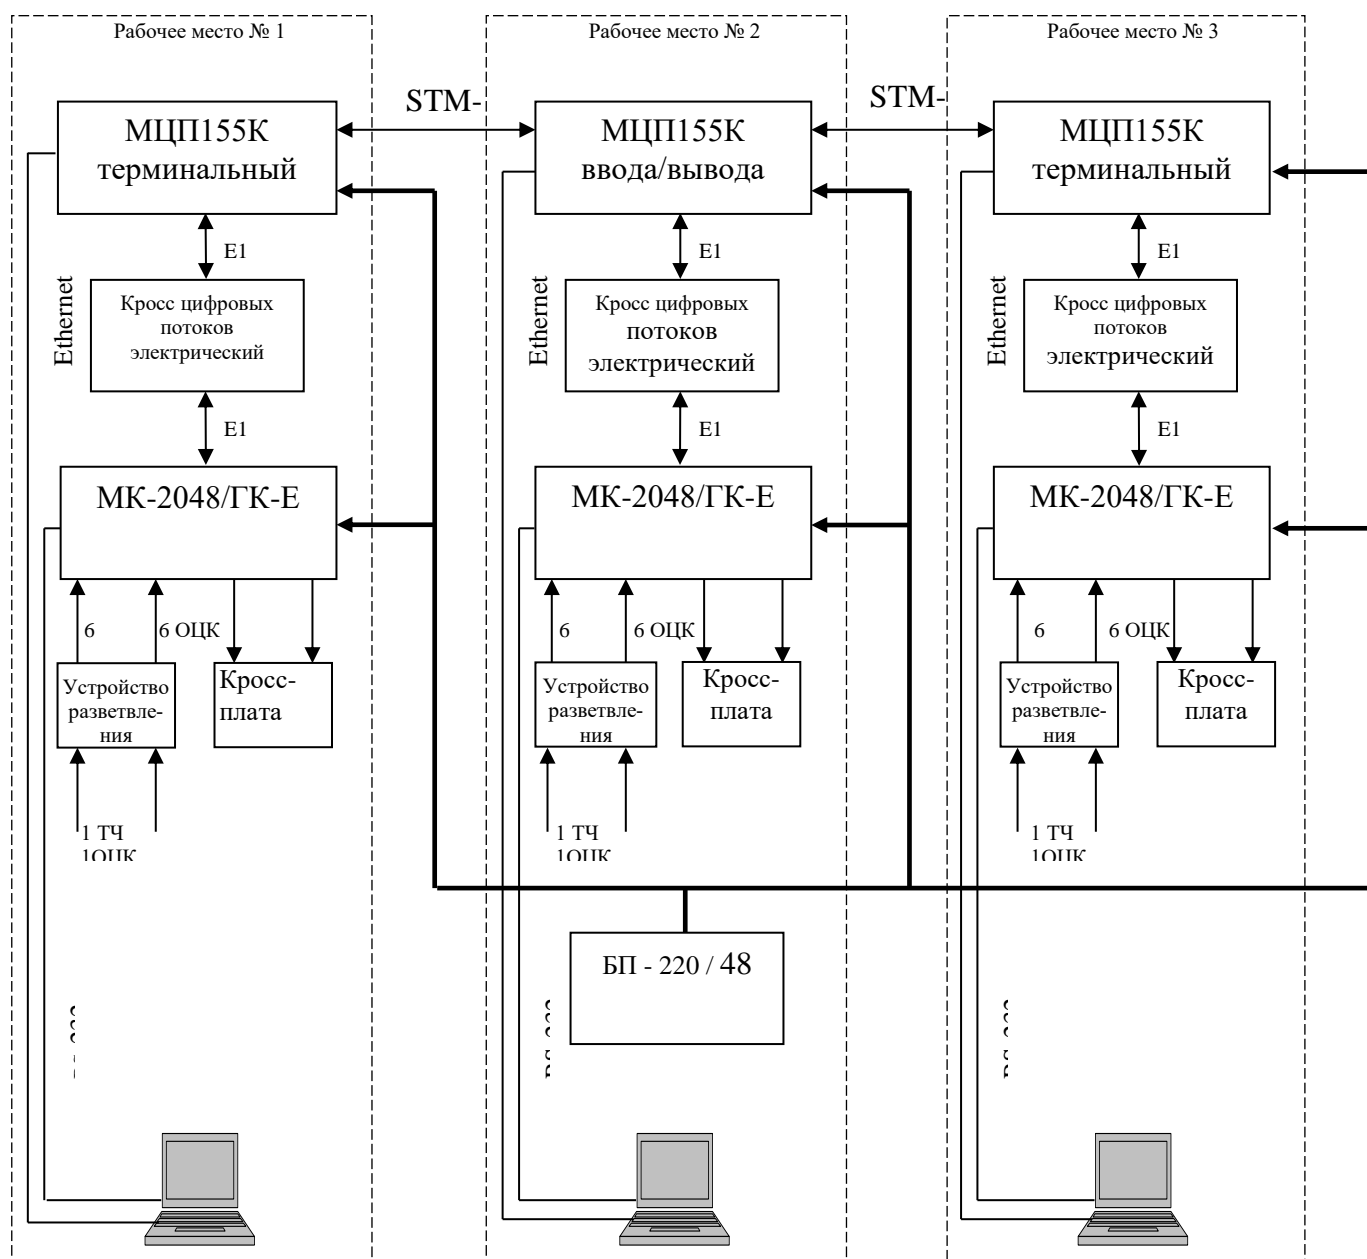 Рабочее место № 1
Рабочее место № 2
Рабочее место № 3
STM-
STM-
МЦП155К
терминальный
МЦП155К
ввода/вывода
МЦП155К
терминальный
E1
E1
E1
Ethernet
Ethernet
Ethernet
Кросс цифровых
потоков
электрический
Кросс цифровых
потоков
электрический
Кросс цифровых
потоков
электрический
E1
E1
E1
МК-2048/ГК-Е
МК-2048/ГК-Е
МК-2048/ГК-Е
6
6 ОЦК
6
6 ОЦК
6
6 ОЦК
Устройство
разветвле-
ния
Кросс-
плата
Устройство
разветвле-
ния
Кросс-
плата
Устройство
разветвле-
ния
Кросс-
плата
1 ТЧ
1ОЦК
1 ТЧ
1ОЦК
1 ТЧ
1ОЦК
БП - 220 / 48